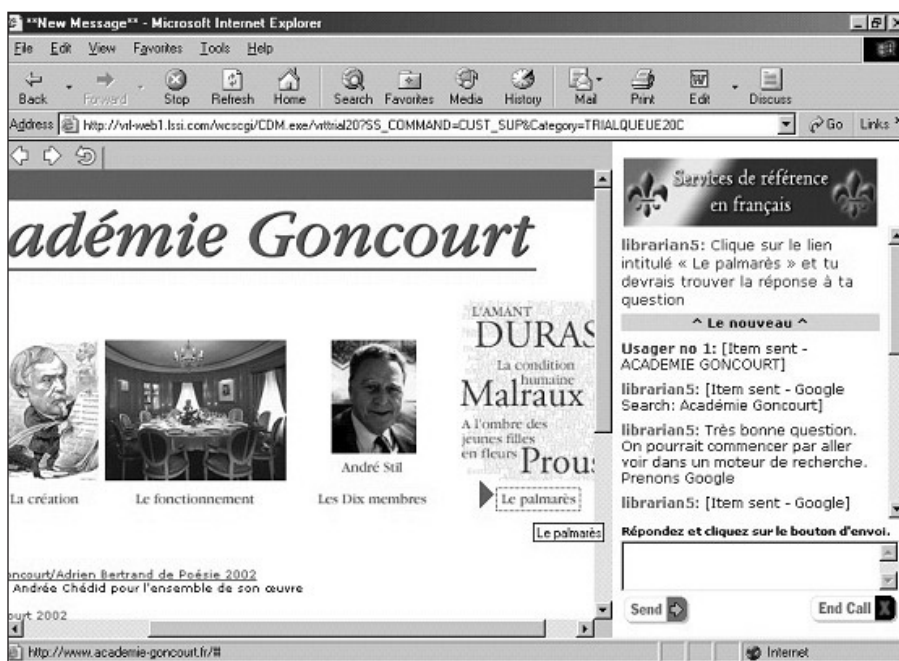 **New Message** - Microsoft Internet Explorer
File Edit View Favorites Tools Help
Back Forward Stop Refresh Home Search Favorites Media History Mail Print Edit Discuss
Address http://vrl-web1.lssi.com/wcscgi/CDM.exe/vrttrial20?SS_COMMAND=CUST_SUP&Category=TRIALQUEUE20C Go Links
adémie Goncourt
L'AMANT
DURAS
La condition
humaine
Malraux
A l'ombre des
jeunes filles
en fleurs Prous
André Stil
La création Le fonctionnement Les Dix membres Le palmarès
Le palmarès
oncourt/Adrien Bertrand de Poésie 2002
Andrée Chédid pour l'ensemble de son œuvre
ourt 2002
Services de référence
en français
librarian5: Clique sur le lien
intitulé « Le palmarès » et tu
devrais trouver la réponse à ta
question
^ Le nouveau ^
Usager no 1: [Item sent -
ACADEMIE GONCOURT]
librarian5: [Item sent - Google
Search: Académie Goncourt]
librarian5: Très bonne question.
On pourrait commencer par aller
voir dans un moteur de recherche.
Prenons Google
librarian5: [Item sent - Google]
Répondez et cliquez sur le bouton d'envoi.
Send End Call X
http://www.academie-goncourt.fr/# Internet